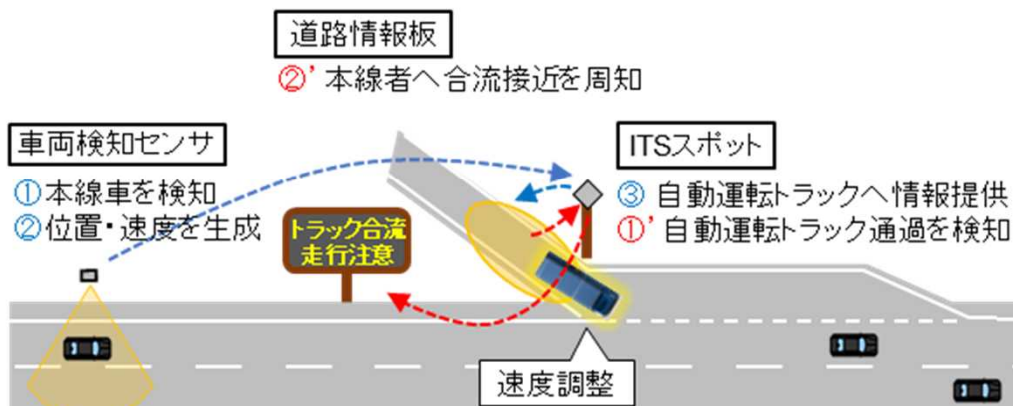 道路情報板
②’本線者へ合流接近を周知
車両検知センサ
①本線車を検知
②位置・速度を生成
ITSスポット
③ 自動運転トラックへ情報提供
①’自動運転トラック通過を検知
トラック合流
走行注意
速度調整